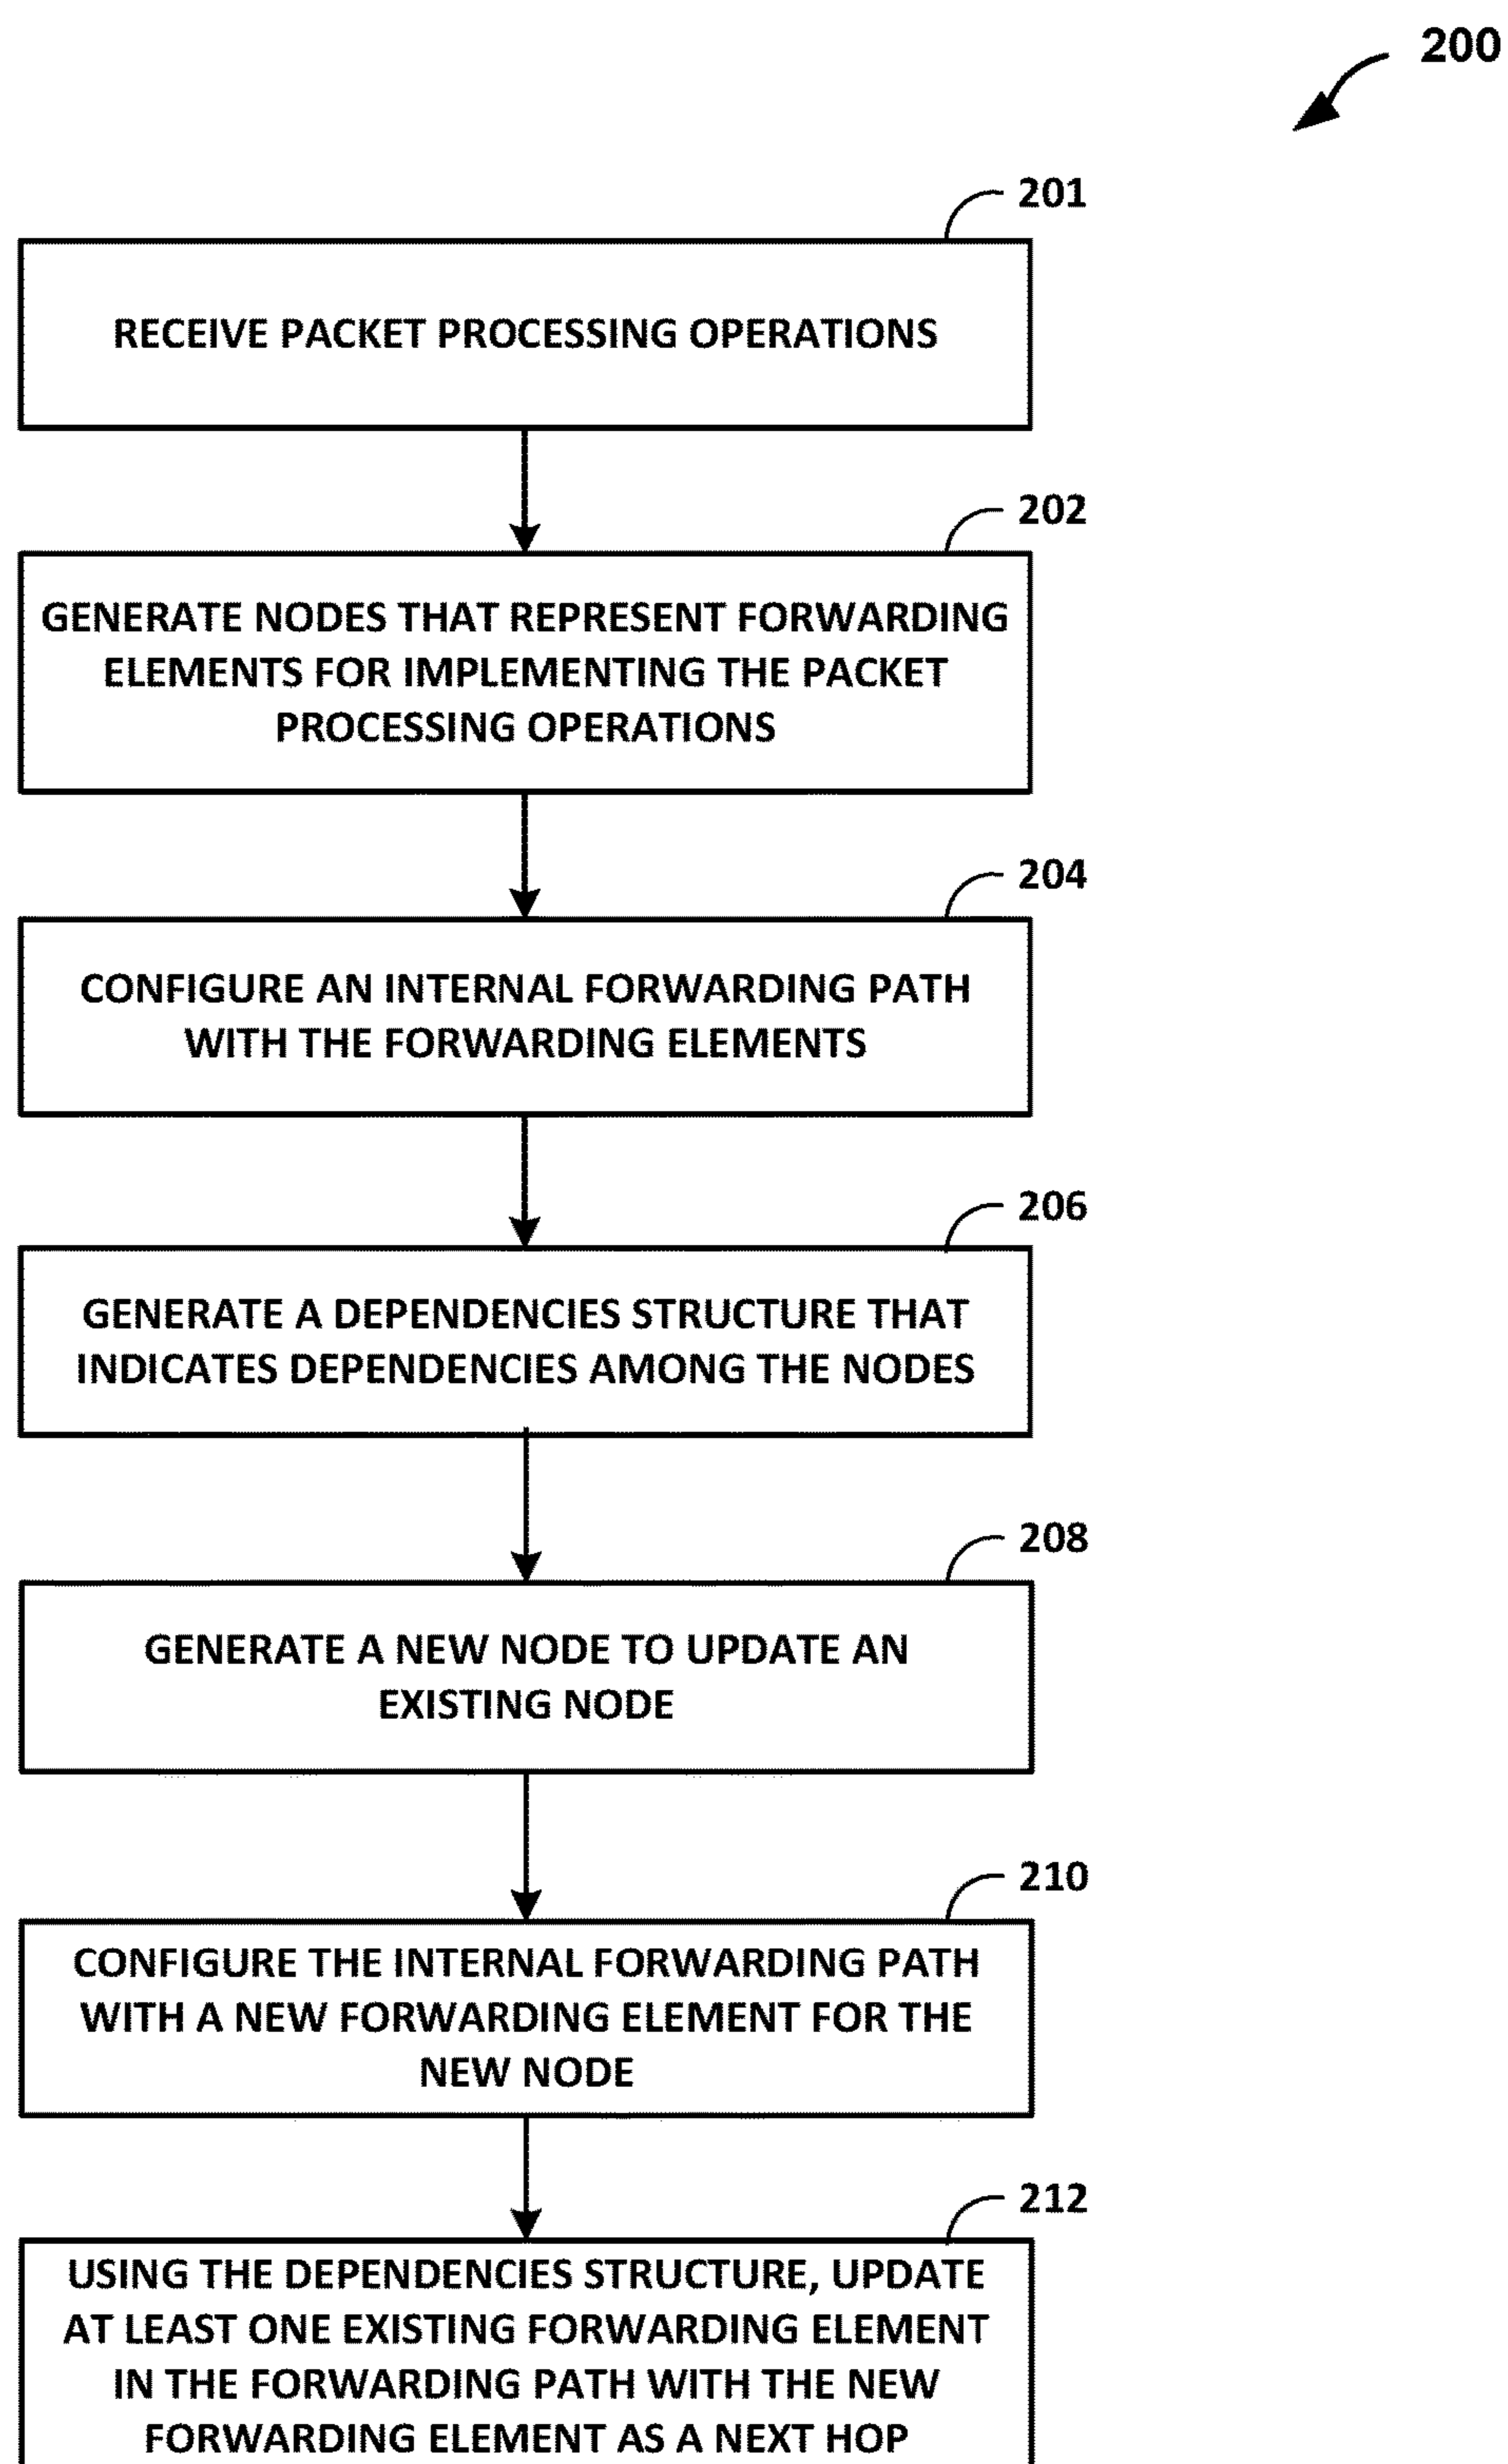 200
201
RECEIVE PACKET PROCESSING OPERATIONS
202
GENERATE NODES THAT REPRESENT FORWARDING
ELEMENTS FOR IMPLEMENTING THE PACKET
PROCESSING OPERATIONS
204
CONFIGURE AN INTERNAL FORWARDING PATH
WITH THE FORWARDING ELEMENTS
206
GENERATE A DEPENDENCIES STRUCTURE THAT
INDICATES DEPENDENCIES AMONG THE NODES
208
GENERATE A NEW NODE TO UPDATE AN
EXISTING NODE
210
CONFIGURE THE INTERNAL FORWARDING PATH
WITH A NEW FORWARDING ELEMENT FOR THE
NEW NODE
212
USING THE DEPENDENCIES STRUCTURE, UPDATE
AT LEAST ONE EXISTING FORWARDING ELEMENT
IN THE FORWARDING PATH WITH THE NEW
FORWARDING ELEMENT AS A NEXT HOP